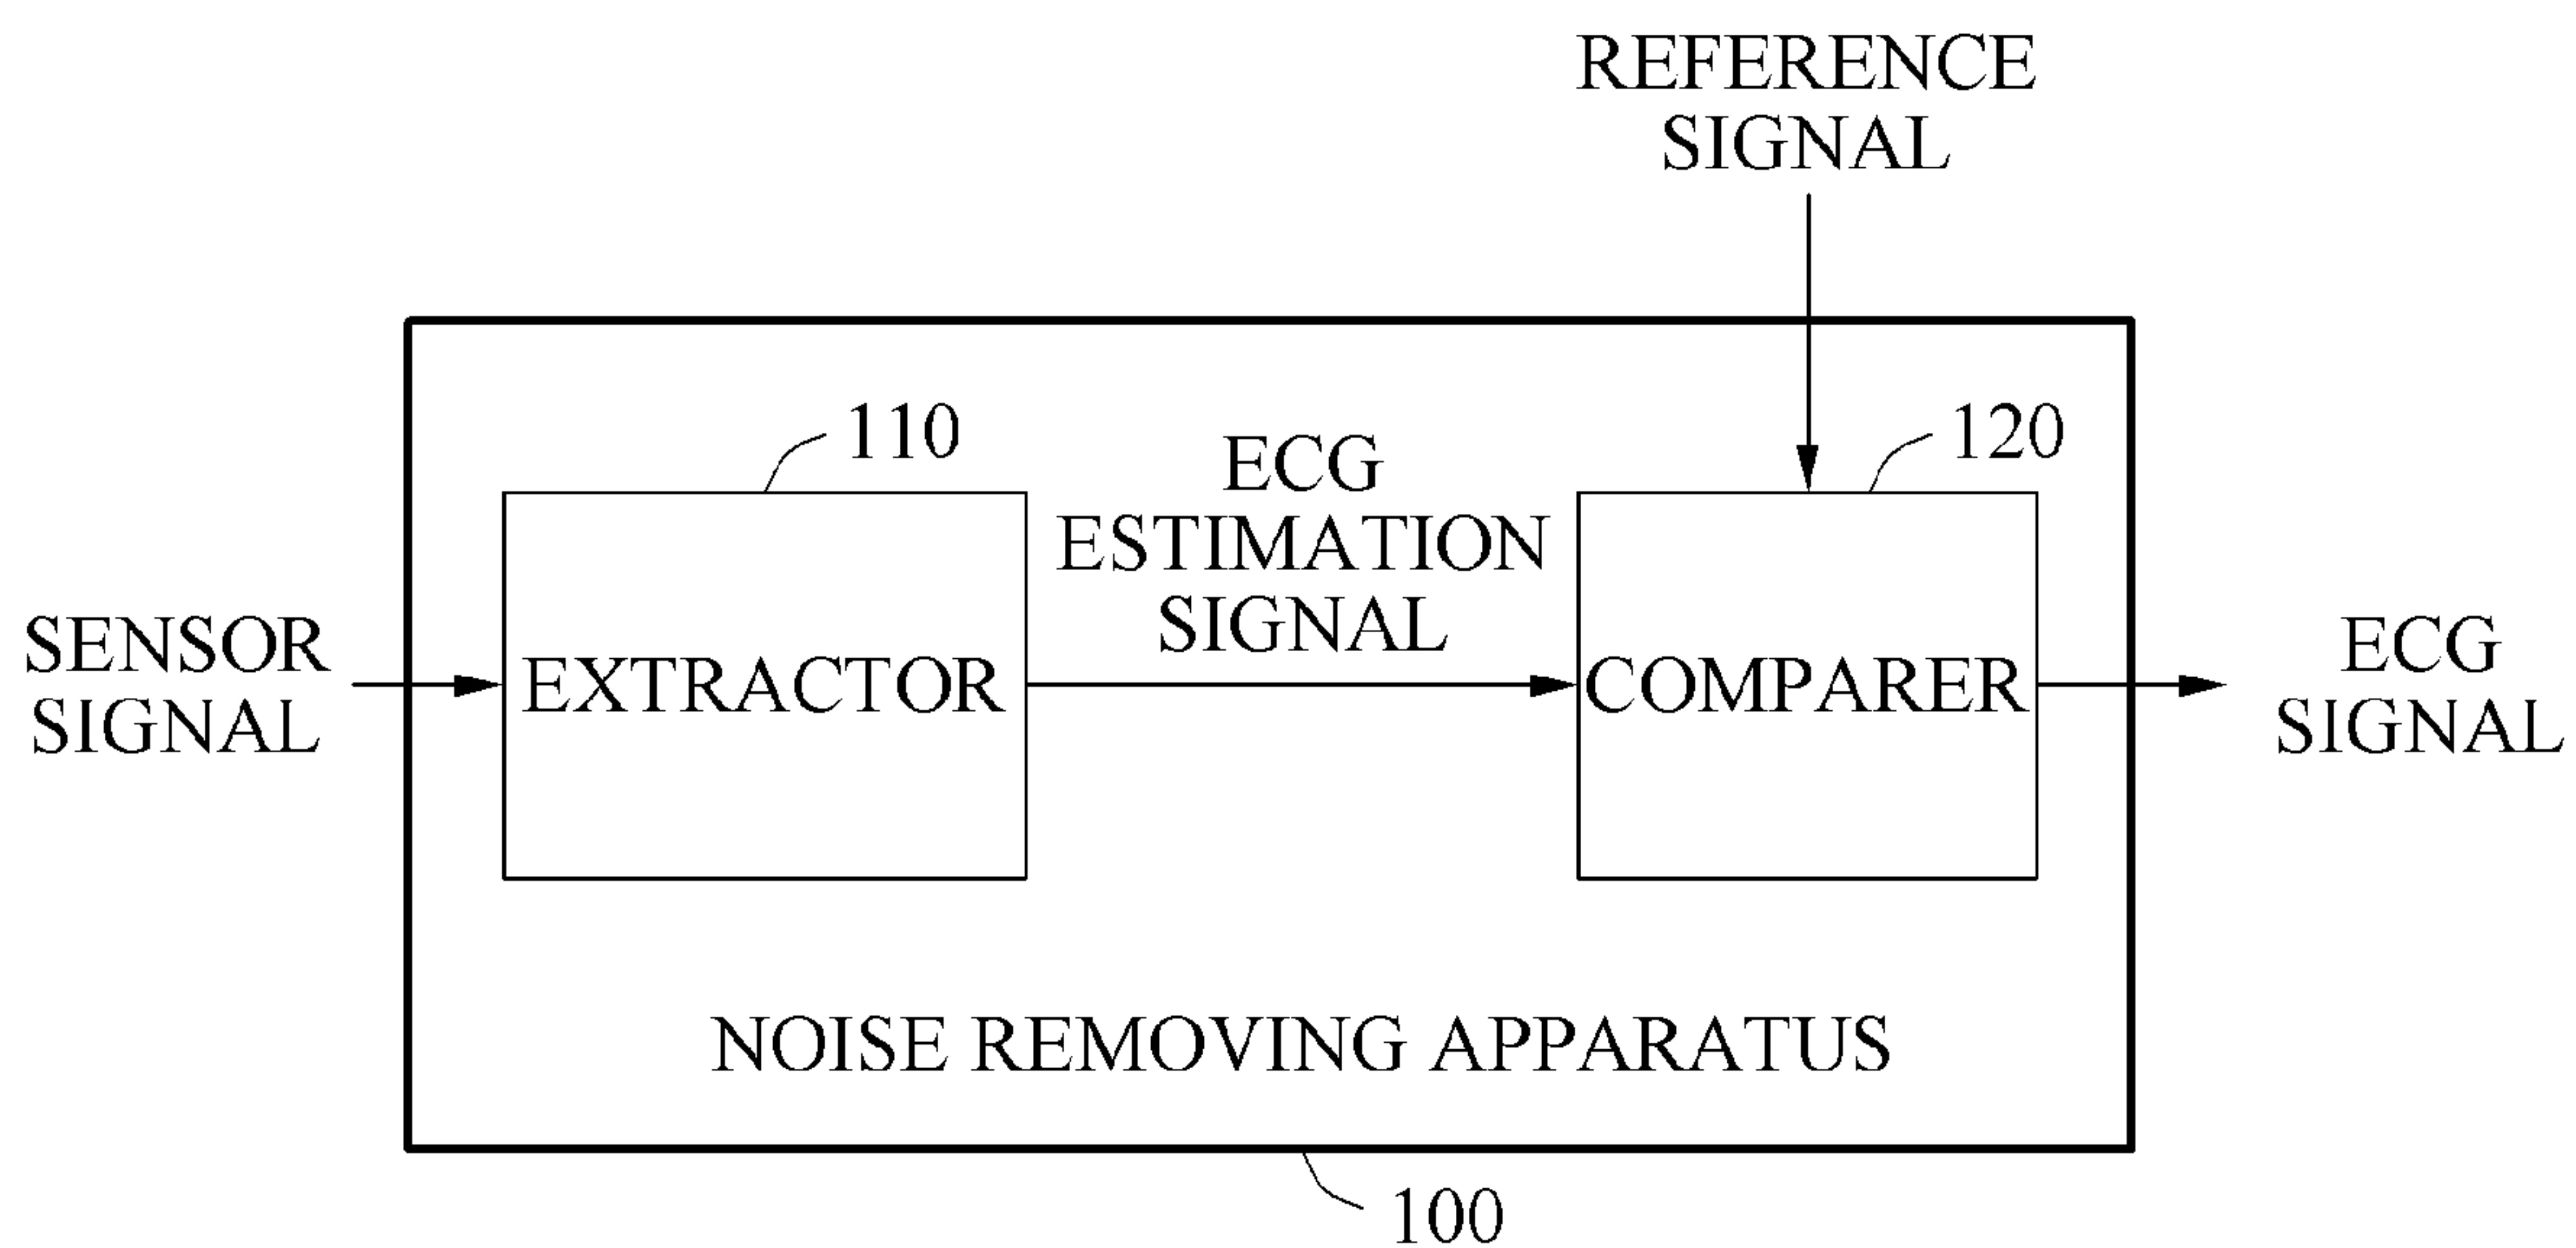 REFERENCE
SIGNAL
110
120
ECG
ESTIMATION
SIGNAL
SENSOR
SIGNAL
EXTRACTOR
COMPARER
ECG
SIGNAL
NOISE REMOVING APPARATUS
100